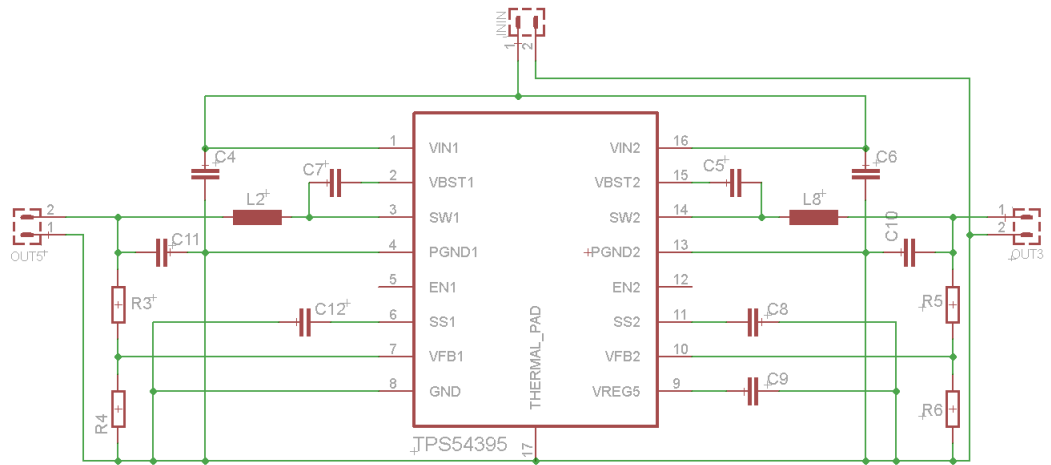 ININ
1
2
C4
C6
1 VIN1
VIN2 16
C7
C5
2 VBST1
VBST2 15
L2
L8
2
3 SW1
SW2 14
1
1
2
OUT5
OUT3
C11
C10
4 PGND1
PGND2 13
5 EN1
EN2 12
R3
R5
C12
C8
6 SS1
SS2 11
7 VFB1
VFB2 10
THERMAL_PAD
C9
8 GND
VREG5 9
R4
R6
TPS54395
17